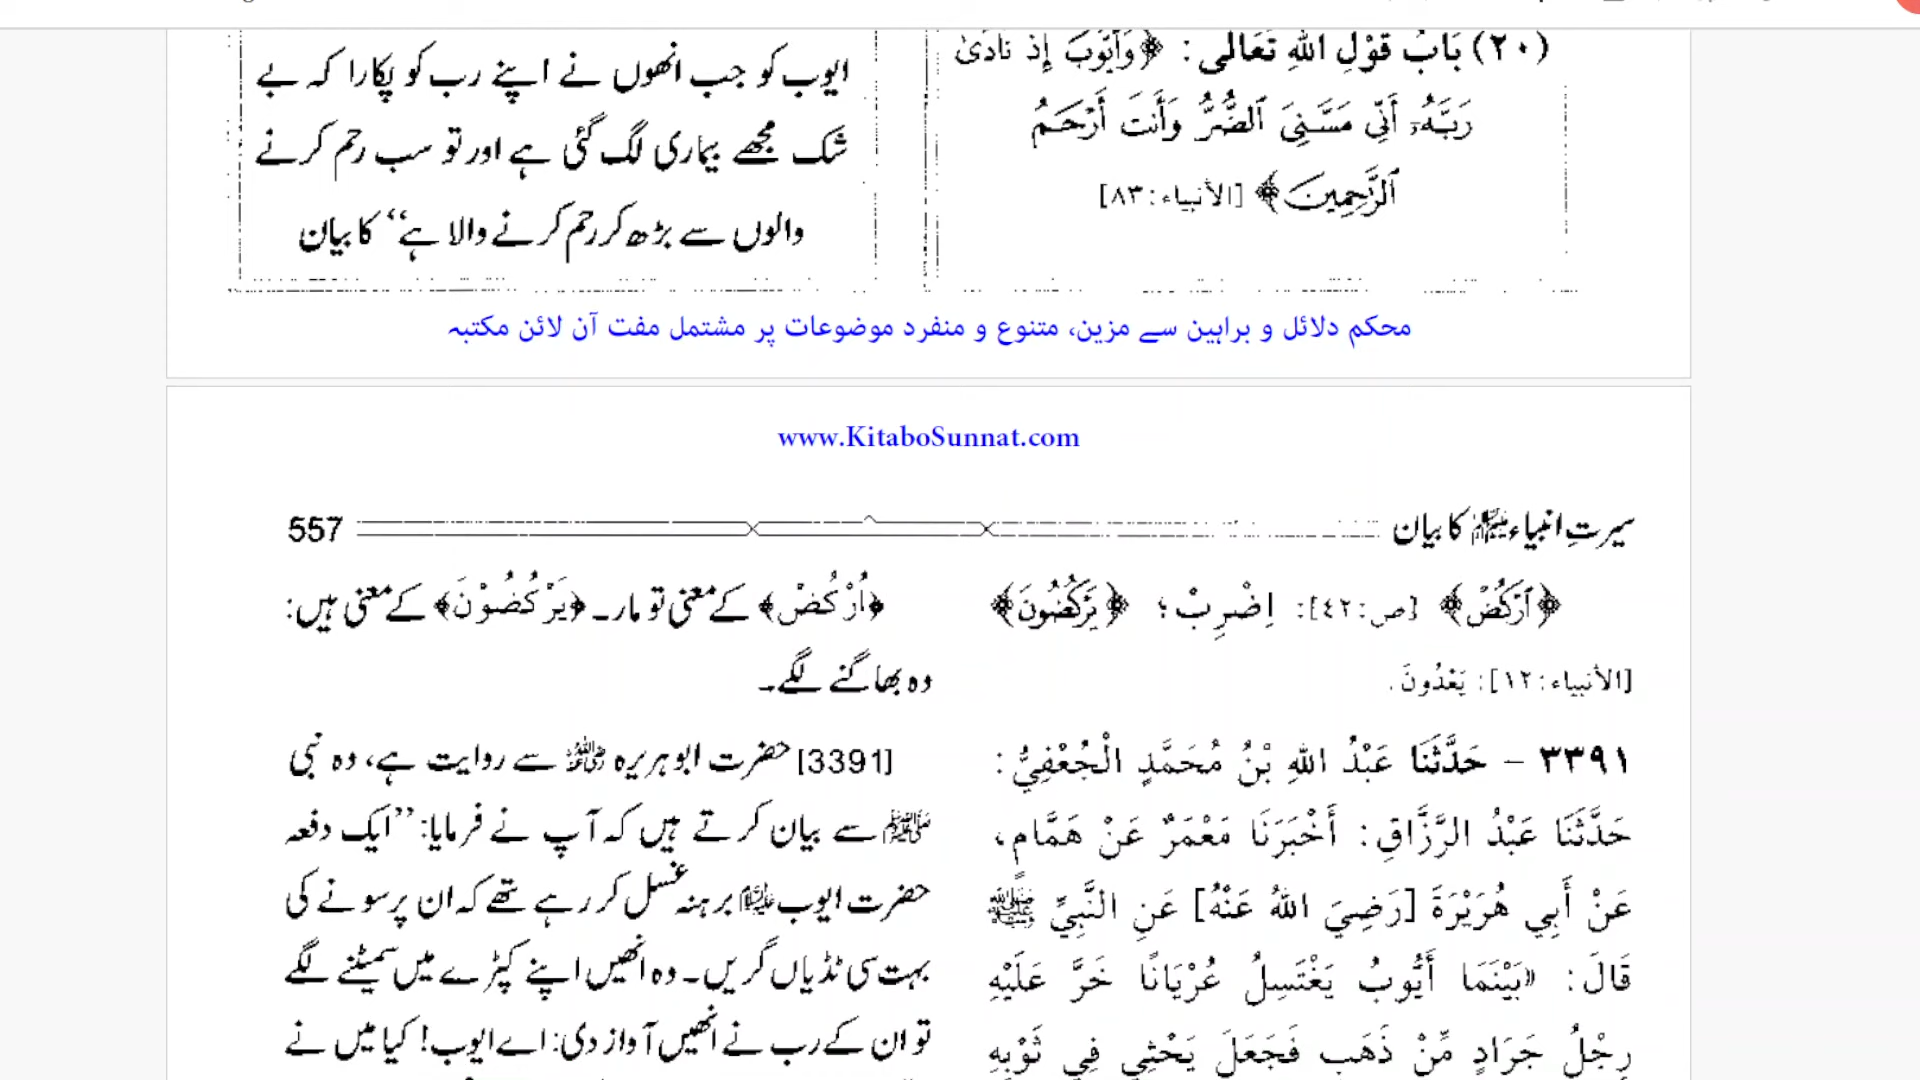 (٢٠) بَابُ قَوْلِ اللهِ تَعَالَى: ﴿وَأَيُّوبَ إِذْ نَادَىٰ
رَبَّهُۥٓ أَنِّي مَسَّنِيَ ٱلضُّرُّ وَأَنتَ أَرْحَمُ
ٱلرَّٰحِمِينَ﴾ [الأنبياء: ٨٣]
ایوب کو جب انھوں نے اپنے رب کو پکارا کہ بے
شک مجھے بیماری لگ گئی ہے اور تو سب رحم کرنے
والوں سے بڑھ کر رحم کرنے والا ہے‘‘ کا بیان
محکم دلائل و براہین سے مزین، متنوع و منفرد موضوعات پر مشتمل مفت آن لائن مکتبہ
www.KitaboSunnat.com
سیرتِ انبیاء ﷩ کا بیان 557
﴿ٱرْكُضْ﴾ [ص: ٤٢]: اِضْرِبْ؛ ﴿يَرْكُضُونَ﴾
[الأنبياء: ١٢]: يَعْدُونَ.
٣٣٩١ – حَدَّثَنَا عَبْدُ اللهِ بْنُ مُحَمَّدٍ الْجُعْفِيُّ:
حَدَّثَنَا عَبْدُ الرَّزَّاقِ: أَخْبَرَنَا مَعْمَرٌ عَنْ هَمَّامٍ،
عَنْ أَبِي هُرَيْرَةَ [رَضِيَ اللهُ عَنْهُ] عَنِ النَّبِيِّ ﷺ
قَالَ: «بَيْنَمَا أَيُّوبُ يَغْتَسِلُ عُرْيَانًا خَرَّ عَلَيْهِ
رِجْلُ جَرَادٍ مِّنْ ذَهَبٍ فَجَعَلَ يَحْثِي فِي ثَوْبِهِ
﴿اُرْكُضْ﴾ کے معنی تو مار۔ ﴿يَرْكُضُوْنَ﴾ کے معنی ہیں:
وہ بھاگنے لگے۔
[3391] حضرت ابو ہریرہ ؓ سے روایت ہے، وہ نبی
ﷺ سے بیان کرتے ہیں کہ آپ نے فرمایا: ’’ایک دفعہ
حضرت ایوب ؑ برہنہ غسل کر رہے تھے کہ ان پر سونے کی
بہت سی ٹڈیاں گریں۔ وہ انھیں اپنے کپڑے میں سمیٹنے لگے
تو ان کے رب نے انھیں آواز دی: اے ایوب! کیا میں نے